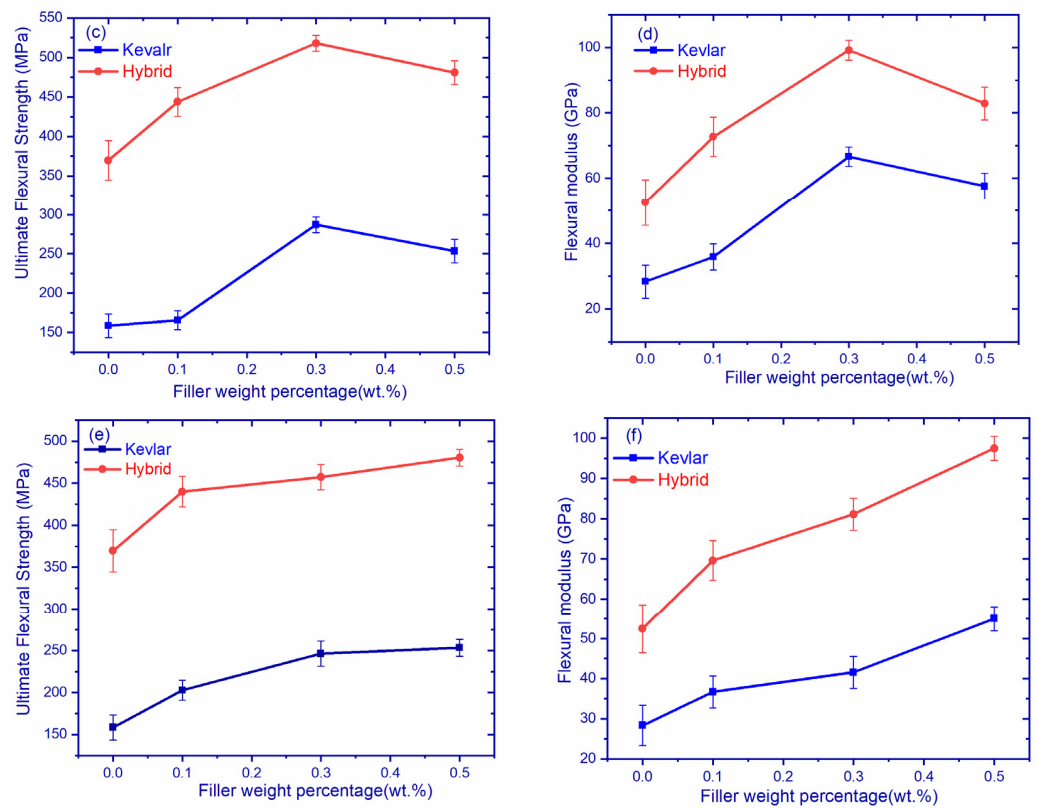 (c)
Kevalr
Hybrid
Ultimate Flexural Strength (MPa)
550
500
450
400
350
300
250
200
150
0.0 0.1 0.2 0.3 0.4 0.5
Filler weight percentage(wt.%)
(d)
Kevlar
Hybrid
Flexural modulus (GPa)
100
80
60
40
20
0.0 0.1 0.2 0.3 0.4 0.5
Filler weight percentage(wt.%)
(e)
Kevlar
Hybrid
Ultimate Flexural Strength (MPa)
500
450
400
350
300
250
200
150
0.0 0.1 0.2 0.3 0.4 0.5
Filler weight percentage(wt.%)
(f)
Kevlar
Hybrid
Flexural modulus (GPa)
100
90
80
70
60
50
40
30
20
0.0 0.1 0.2 0.3 0.4 0.5
Filler weight percentage(wt.%)